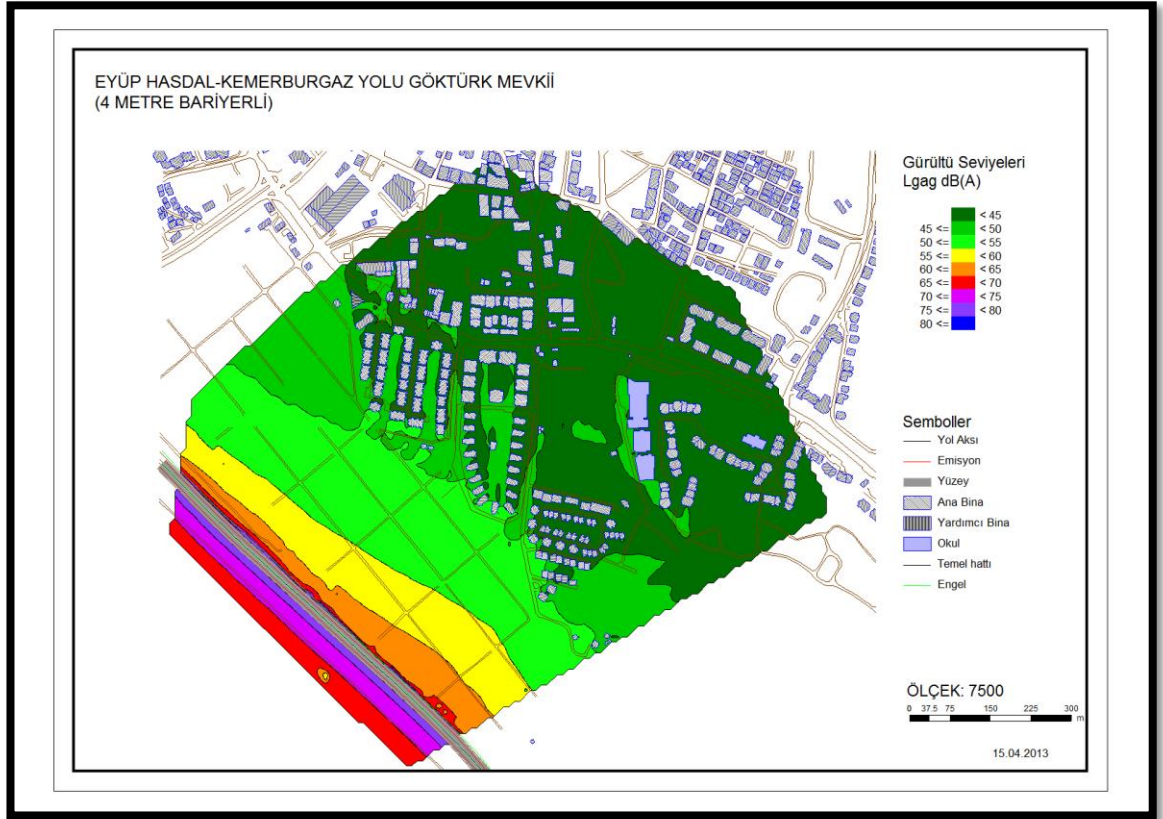 EYÜP HASDAL-KEMERBURGAZ YOLU GÖKTÜRK MEVKİİ
(4 METRE BARİYERLİ)
Gürültü Seviyeleri
Lgag dB(A)
< 45
45 <= < 50
50 <= < 55
55 <= < 60
60 <= < 65
65 <= < 70
70 <= < 75
75 <= < 80
80 <=
Semboller
Yol Aksı
Emisyon
Yüzey
Ana Bina
Yardımcı Bina
Okul
Temel hattı
Engel
ÖLÇEK: 7500
0 37.5 75 150 225 300
m
15.04.2013